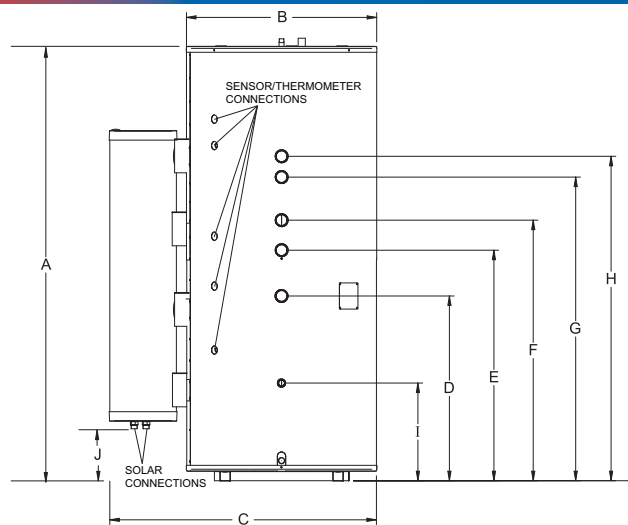 B
SENSOR/THERMOMETER
CONNECTIONS
A
H
G
F
E
D
I
J
SOLAR
CONNECTIONS
C